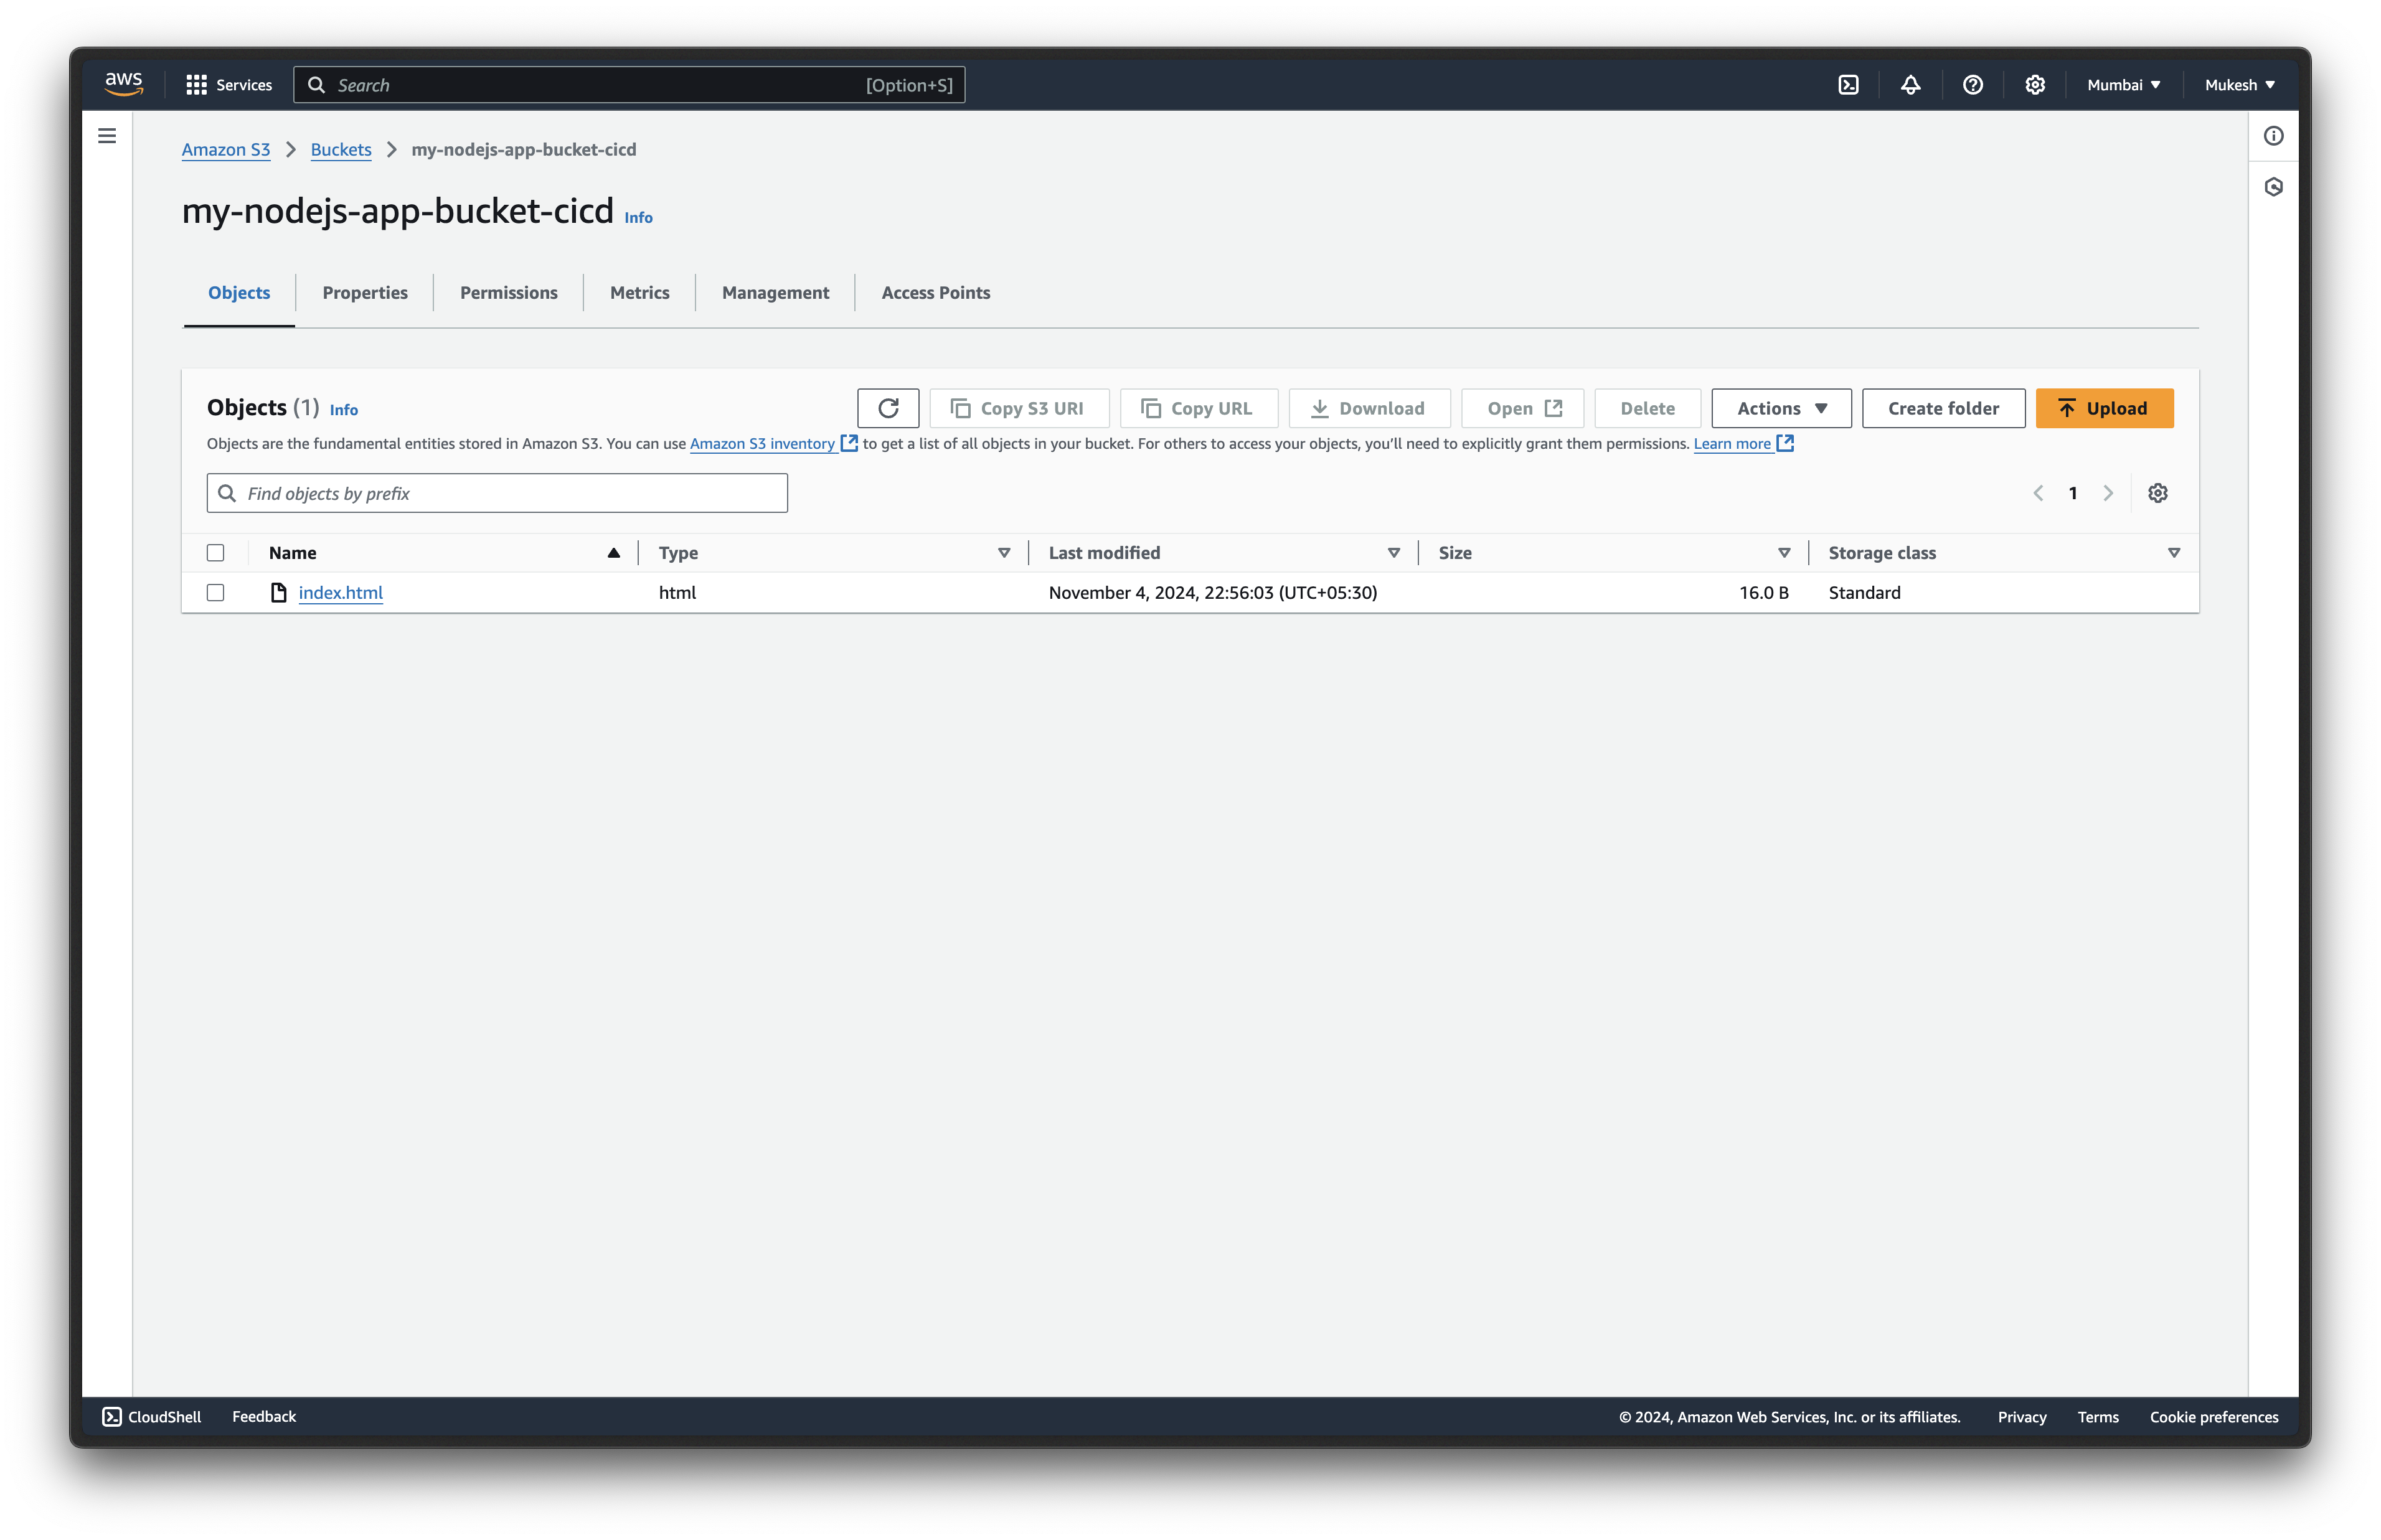 aws Services Search [Option+S] Mumbai Mukesh
Amazon S3 > Buckets > my-nodejs-app-bucket-cicd
my-nodejs-app-bucket-cicd Info
Objects Properties Permissions Metrics Management Access Points
Objects (1) Info Copy S3 URI Copy URL Download Open Delete Actions Create folder Upload
Objects are the fundamental entities stored in Amazon S3. You can use Amazon S3 inventory to get a list of all objects in your bucket. For others to access your objects, you’ll need to explicitly grant them permissions. Learn more
Find objects by prefix 1
Name Type Last modified Size Storage class
index.html html November 4, 2024, 22:56:03 (UTC+05:30) 16.0 B Standard
CloudShell Feedback © 2024, Amazon Web Services, Inc. or its affiliates. Privacy Terms Cookie preferences